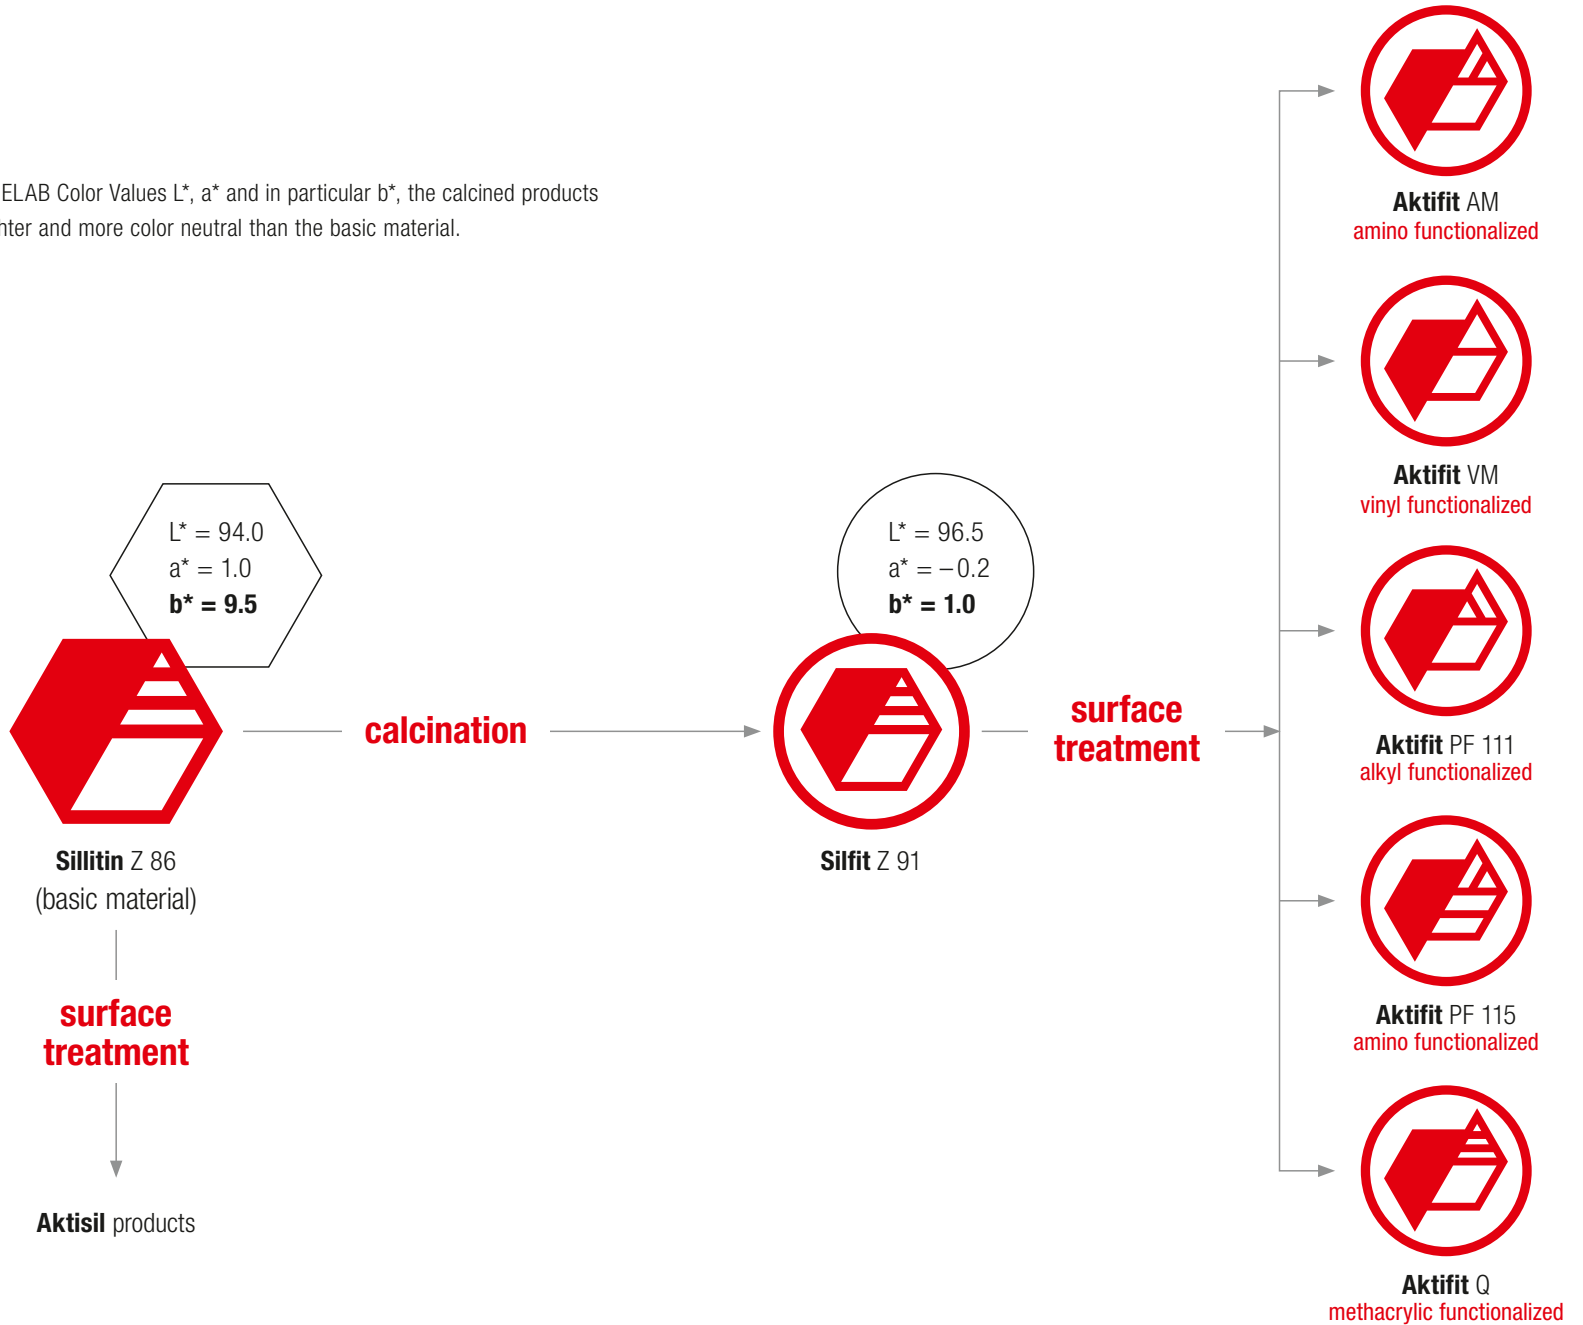 ELAB Color Values L*, a* and in particular b*, the calcined products
hter and more color neutral than the basic material.
L* = 94.0
a* = 1.0
b* = 9.5
Sillitin Z 86
(basic material)
calcination
L* = 96.5
a* = –0.2
b* = 1.0
Silfit Z 91
surface
treatment
surface
treatment
Aktisil products
Aktifit AM
amino functionalized
Aktifit VM
vinyl functionalized
Aktifit PF 111
alkyl functionalized
Aktifit PF 115
amino functionalized
Aktifit Q
methacrylic functionalized